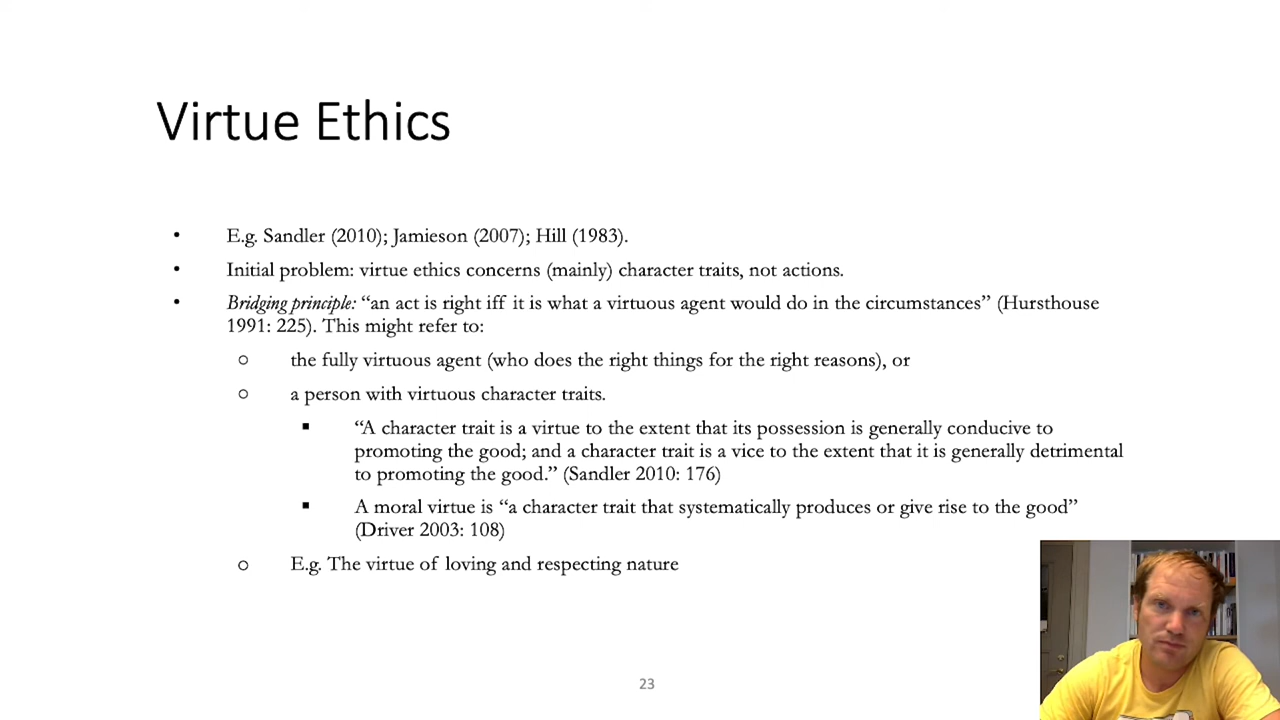 Virtue Ethics
• E.g. Sandler (2010); Jamieson (2007); Hill (1983).
• Initial problem: virtue ethics concerns (mainly) character traits, not actions.
• Bridging principle: “an act is right iff it is what a virtuous agent would do in the circumstances” (Hursthouse
1991: 225). This might refer to:
o the fully virtuous agent (who does the right things for the right reasons), or
o a person with virtuous character traits.
▪ “A character trait is a virtue to the extent that its possession is generally conducive to
promoting the good; and a character trait is a vice to the extent that it is generally detrimental
to promoting the good.” (Sandler 2010: 176)
▪ A moral virtue is “a character trait that systematically produces or give rise to the good”
(Driver 2003: 108)
o E.g. The virtue of loving and respecting nature
23